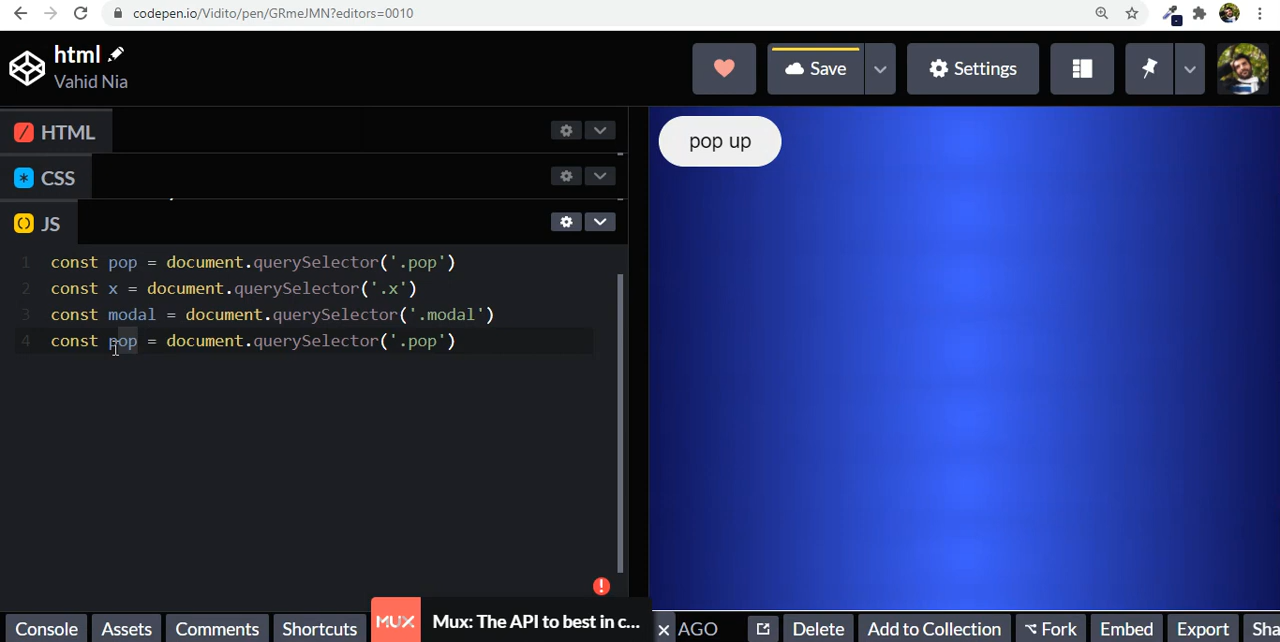 codepen.io/Vidito/pen/GRmeJMN?editors=0010
html
Vahid Nia
Save
Settings
HTML
CSS
JS
1 const pop = document.querySelector('.pop')
2 const x = document.querySelector('.x')
3 const modal = document.querySelector('.modal')
4 const pop = document.querySelector('.pop')
pop up
Console
Assets
Comments
Shortcuts
MUX
Mux: The API to best in c...
AGO
Delete
Add to Collection
Fork
Embed
Export
Sha